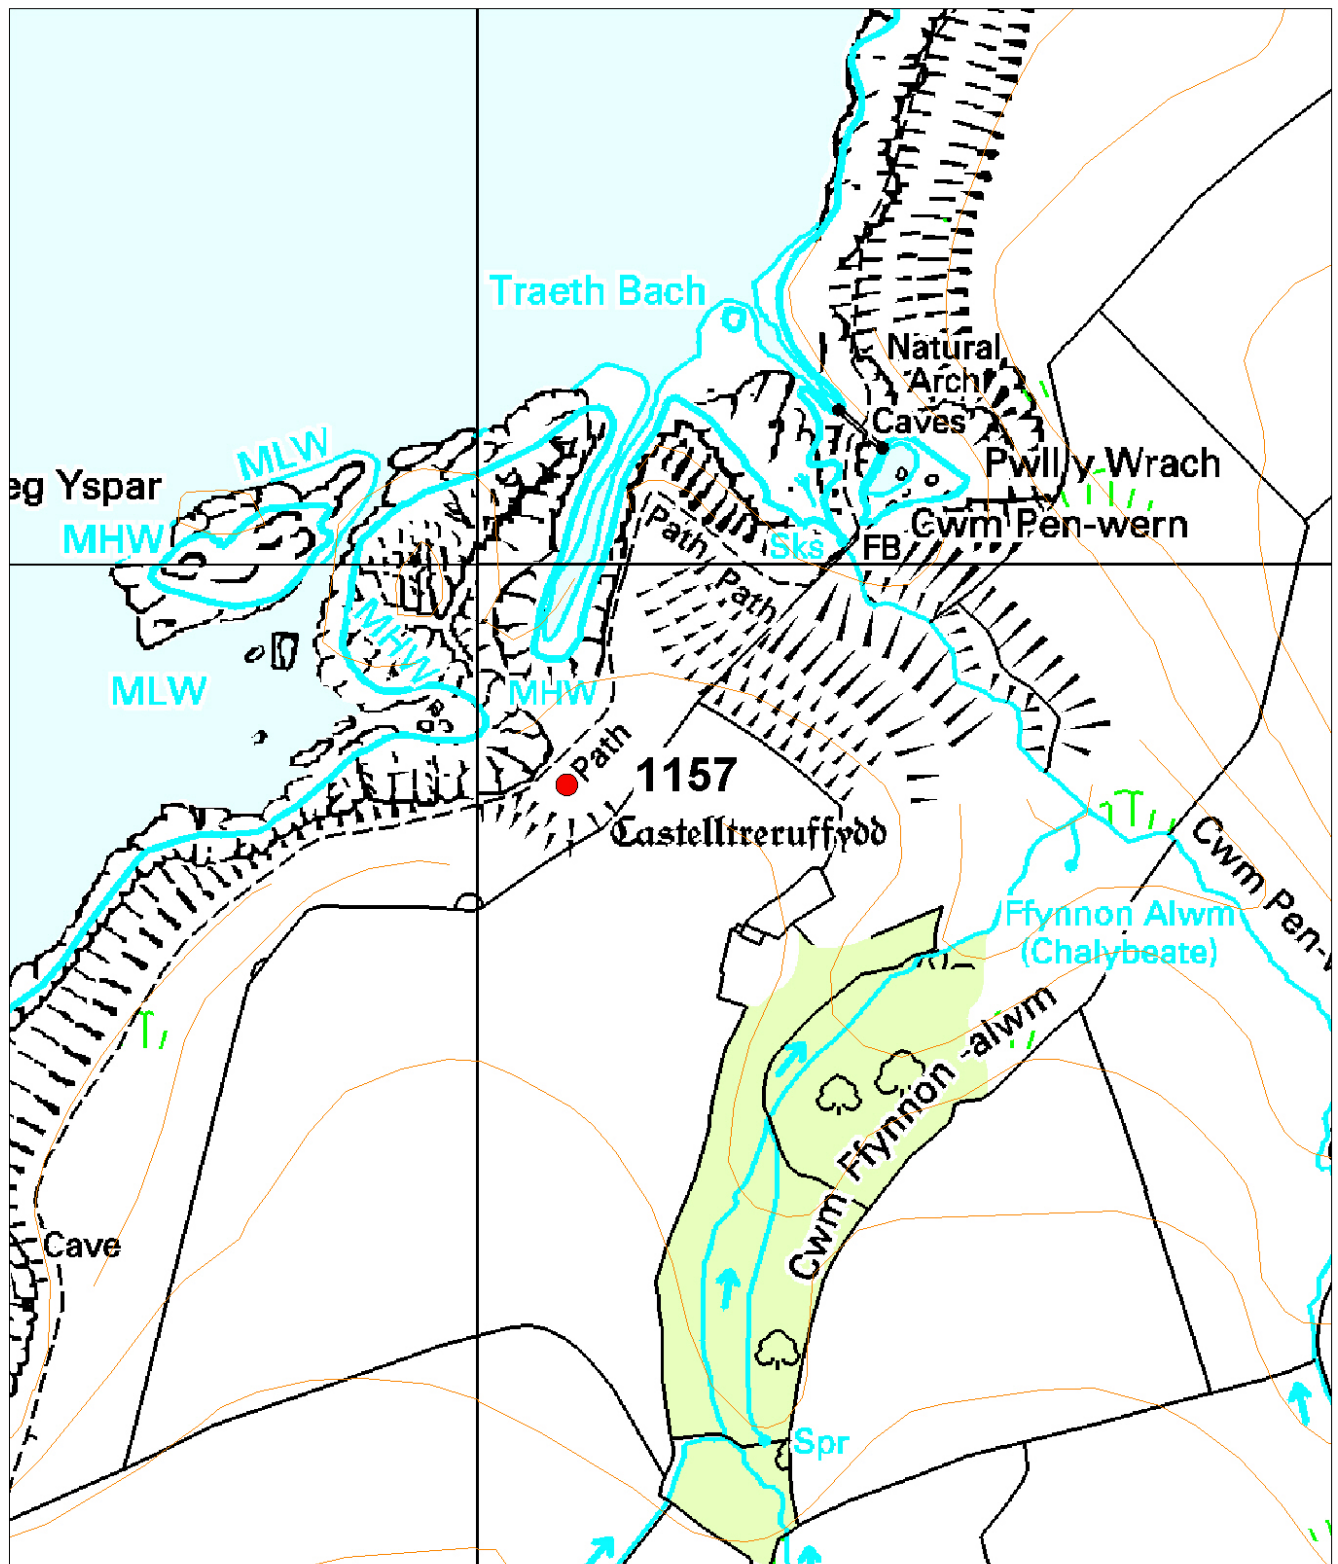 Traeth Bach
Natural
Arch
Caves
MLW
eg Yspar
Pwll y Wrach
MHW
Cwm Pen-wern
Path
Sks
FB
Path
MHW
MLW
MHW
Path
1157
Castelltreruffydd
Cwm Pen-w
Ffynnon Alwm
(Chalybeate)
Cwm Ffynnon -alwm
Cave
Spr